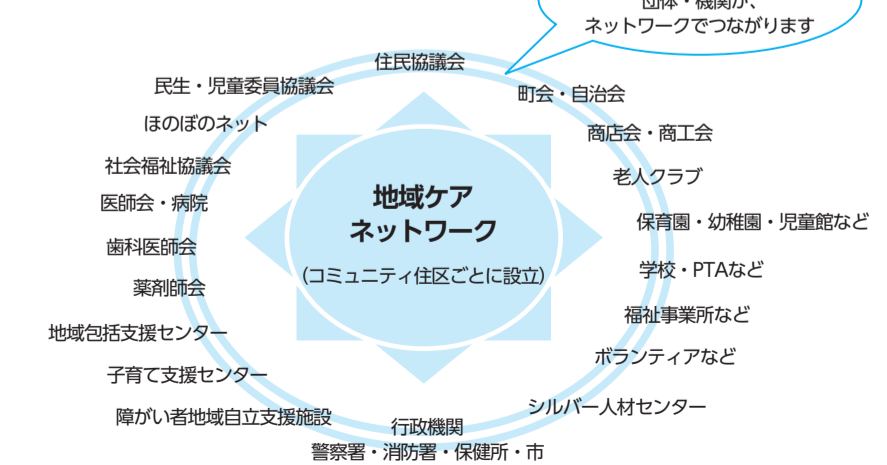 団体・機関が、
ネットワークでつながります
住民協議会
民生・児童委員協議会
町会・自治会
ほのぼのネット
商店会・商工会
社会福祉協議会
老人クラブ
医師会・病院
地域ケア
ネットワーク
(コミュニティ住区ごとに設立)
保育園・幼稚園・児童館など
歯科医師会
学校・PTAなど
薬剤師会
福祉事業所など
地域包括支援センター
ボランティアなど
子育て支援センター
シルバー人材センター
障がい者地域自立支援施設
行政機関
警察署・消防署・保健所・市